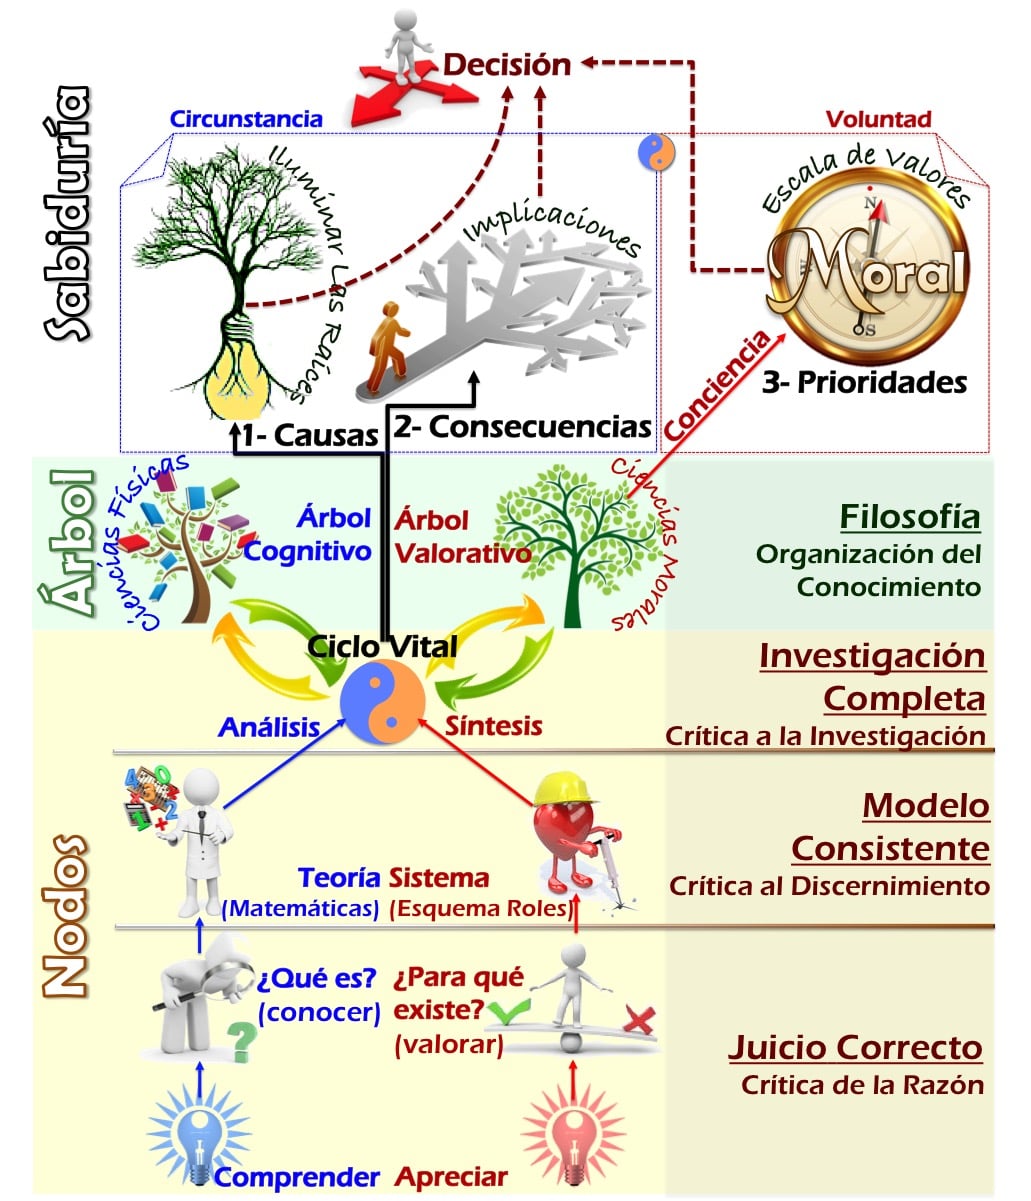 Sabiduría
Decisión
Circunstancia
Voluntad
Iluminar Las Raíces
Implicaciones
Escala de Valores
N
Moral
S
1- Causas
2- Consecuencias
Conciencia
3- Prioridades
Árbol
Ciencias Físicas
Árbol
Cognitivo
Árbol
Valorativo
Ciencias Morales
Filosofía
Organización del
Conocimiento
Nodos
Ciclo Vital
Análisis
Síntesis
Investigación
Completa
Crítica a la Investigación
Teoría
(Matemáticas)
Sistema
(Esquema Roles)
Modelo
Consistente
Crítica al Discernimiento
¿Qué es?
(conocer)
¿Para qué
existe?
(valorar)
?
Juicio Correcto
Crítica de la Razón
Comprender
Apreciar